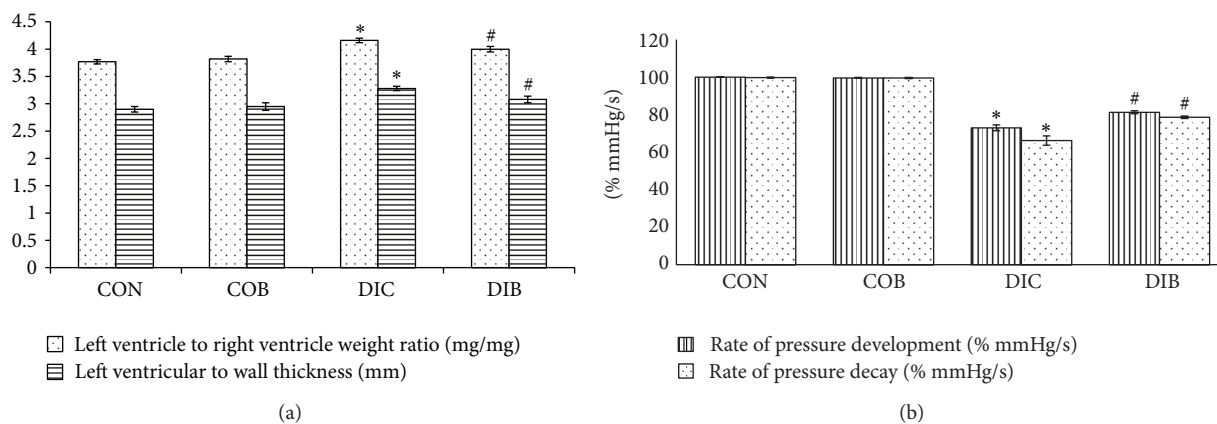 4.5
4
3.5
3
2.5
2
1.5
1
0.5
0
* * # #
CON COB DIC DIB
Left ventricle to right ventricle weight ratio (mg/mg)
Left ventricular to wall thickness (mm)
(a)
(% mmHg/s)
120
100
80
60
40
20
0
* * # #
CON COB DIC DIB
Rate of pressure development (% mmHg/s)
Rate of pressure decay (% mmHg/s)
(b)